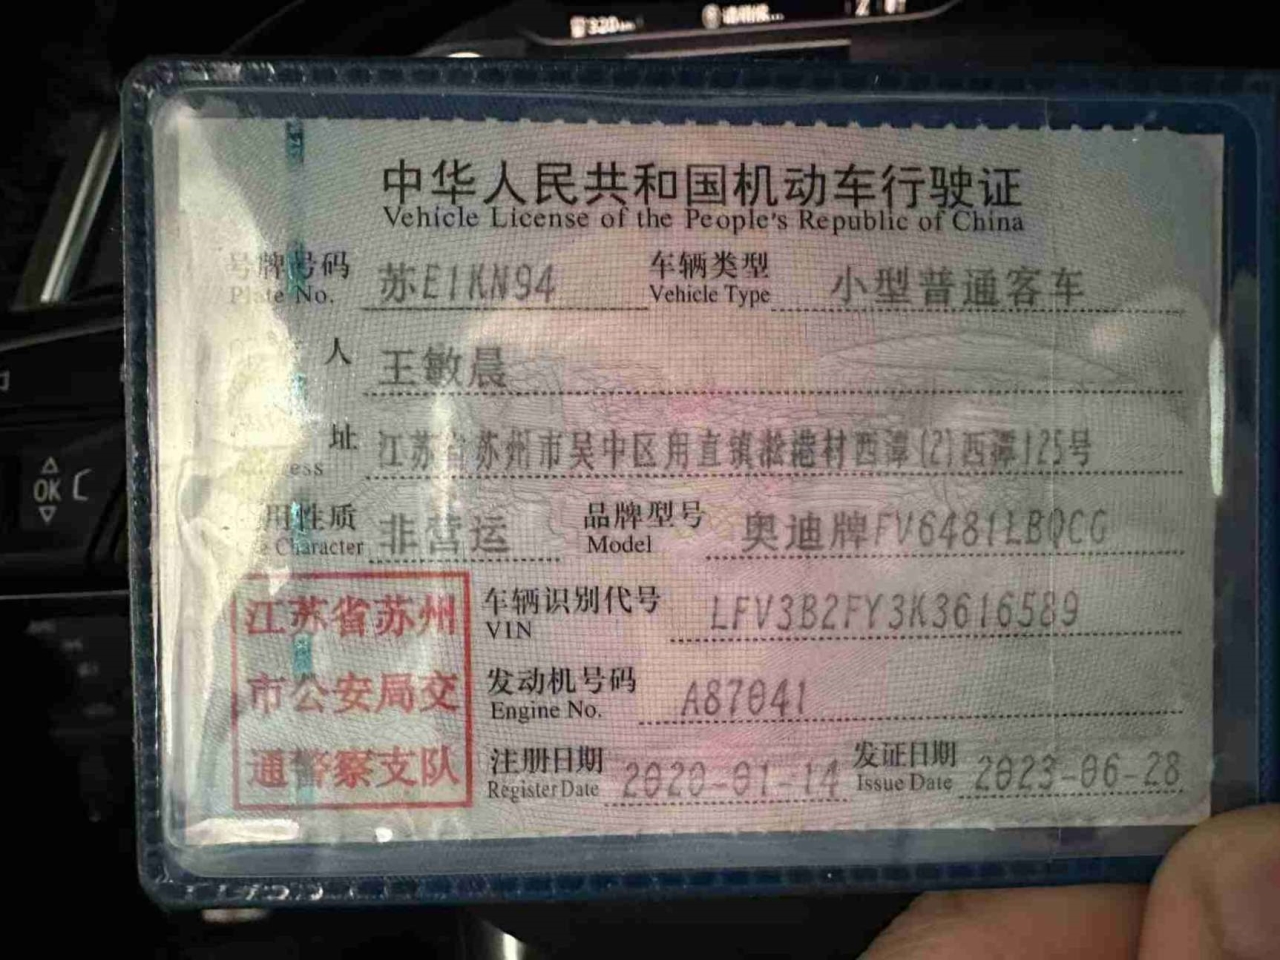 320km
中华人民共和国机动车行驶证
Vehicle License of the People's Republic of China
号牌号码 苏E1KN94 车辆类型 小型普通客车
Plate No. Vehicle Type
人 王敏晨
址 江苏省苏州市吴中区甪直镇淞港村西潭(2)西潭125号
Address
用性质 非营运 品牌型号 奥迪牌FV6481LBQCG
Character Model
江苏省苏州
市公安局交
通警察支队
车辆识别代号 LFV3B2FY3K3616589
VIN
发动机号码 A87041
Engine No.
注册日期 2020-01-14 发证日期 2023-06-28
Register Date Issue Date
OK